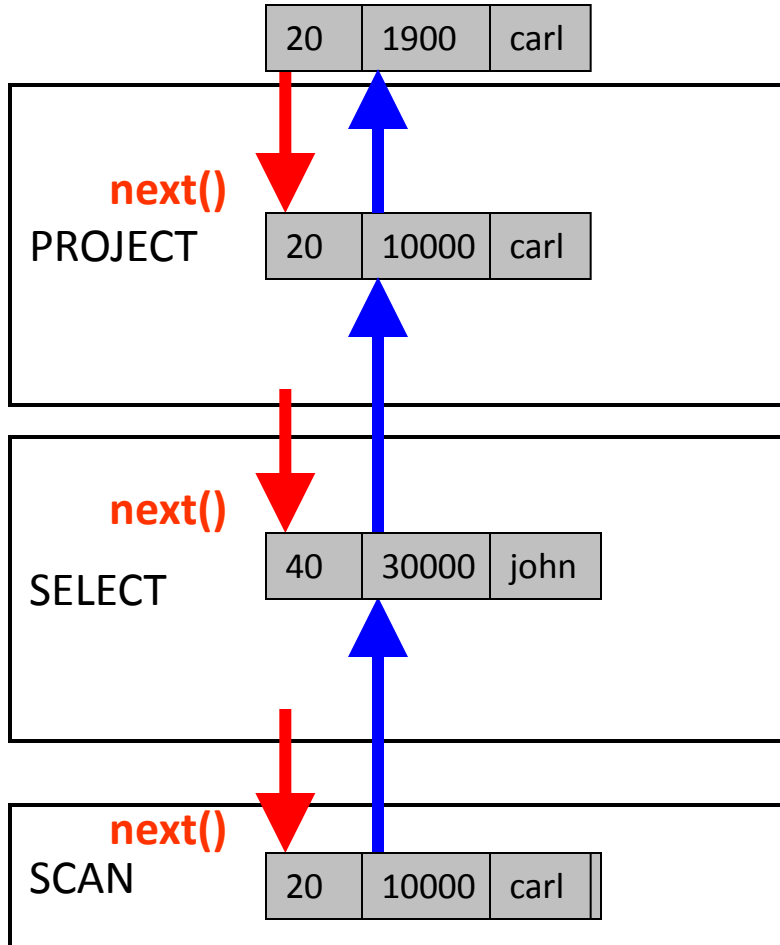 20 1900 carl
next()
PROJECT
20 10000 carl
next()
40 30000 john
SELECT
next()
SCAN
20 10000 carl